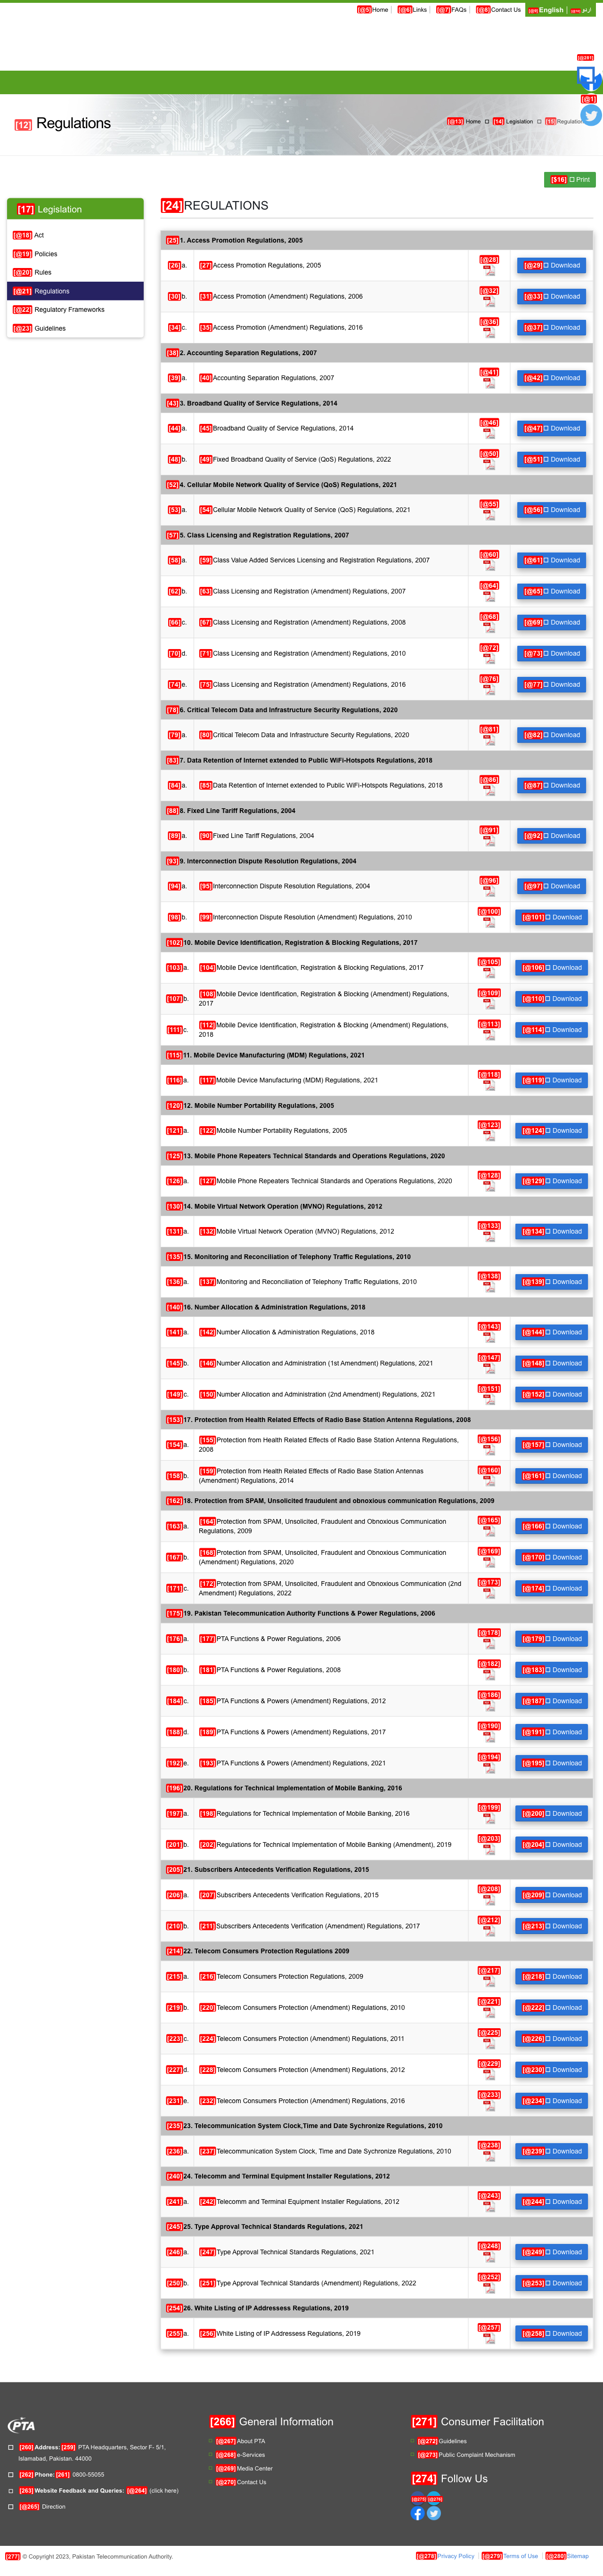 [@5]Home [@6]Links [@7]FAQs [@8]Contact Us English اردو
[12] Regulations
[@13] Home [14] Legislation [15]Regulation
[$16] Print
[17] Legislation
[@18] Act
[@19] Policies
[@20] Rules
[@21] Regulations
[@22] Regulatory Frameworks
[@23] Guidelines
[24]REGULATIONS
[25]1. Access Promotion Regulations, 2005
[26]a. [27]Access Promotion Regulations, 2005 [@28] [@29] Download
[30]b. [31]Access Promotion (Amendment) Regulations, 2006 [@32] [@33] Download
[34]c. [35]Access Promotion (Amendment) Regulations, 2016 [@36] [@37] Download
[38]2. Accounting Separation Regulations, 2007
[39]a. [40]Accounting Separation Regulations, 2007 [@41] [@42] Download
[43]3. Broadband Quality of Service Regulations, 2014
[44]a. [45]Broadband Quality of Service Regulations, 2014 [@46] [@47] Download
[48]b. [49]Fixed Broadband Quality of Service (QoS) Regulations, 2022 [@50] [@51] Download
[52]4. Cellular Mobile Network Quality of Service (QoS) Regulations, 2021
[53]a. [54]Cellular Mobile Network Quality of Service (QoS) Regulations, 2021 [@55] [@56] Download
[57]5. Class Licensing and Registration Regulations, 2007
[58]a. [59]Class Value Added Services Licensing and Registration Regulations, 2007 [@60] [@61] Download
[62]b. [63]Class Licensing and Registration (Amendment) Regulations, 2007 [@64] [@65] Download
[66]c. [67]Class Licensing and Registration (Amendment) Regulations, 2008 [@68] [@69] Download
[70]d. [71]Class Licensing and Registration (Amendment) Regulations, 2010 [@72] [@73] Download
[74]e. [75]Class Licensing and Registration (Amendment) Regulations, 2016 [@76] [@77] Download
[78]6. Critical Telecom Data and Infrastructure Security Regulations, 2020
[79]a. [80]Critical Telecom Data and Infrastructure Security Regulations, 2020 [@81] [@82] Download
[83]7. Data Retention of Internet extended to Public WiFi-Hotspots Regulations, 2018
[84]a. [85]Data Retention of Internet extended to Public WiFi-Hotspots Regulations, 2018 [@86] [@87] Download
[88]8. Fixed Line Tariff Regulations, 2004
[89]a. [90]Fixed Line Tariff Regulations, 2004 [@91] [@92] Download
[93]9. Interconnection Dispute Resolution Regulations, 2004
[94]a. [95]Interconnection Dispute Resolution Regulations, 2004 [@96] [@97] Download
[98]b. [99]Interconnection Dispute Resolution (Amendment) Regulations, 2010 [@100] [@101] Download
[102]10. Mobile Device Identification, Registration & Blocking Regulations, 2017
[103]a. [104]Mobile Device Identification, Registration & Blocking Regulations, 2017 [@105] [@106] Download
[107]b. [108]Mobile Device Identification, Registration & Blocking (Amendment) Regulations, 2017 [@109] [@110] Download
[111]c. [112]Mobile Device Identification, Registration & Blocking (Amendment) Regulations, 2018 [@113] [@114] Download
[115]11. Mobile Device Manufacturing (MDM) Regulations, 2021
[116]a. [117]Mobile Device Manufacturing (MDM) Regulations, 2021 [@118] [@119] Download
[120]12. Mobile Number Portability Regulations, 2005
[121]a. [122]Mobile Number Portability Regulations, 2005 [@123] [@124] Download
[125]13. Mobile Phone Repeaters Technical Standards and Operations Regulations, 2020
[126]a. [127]Mobile Phone Repeaters Technical Standards and Operations Regulations, 2020 [@128] [@129] Download
[130]14. Mobile Virtual Network Operation (MVNO) Regulations, 2012
[131]a. [132]Mobile Virtual Network Operation (MVNO) Regulations, 2012 [@133] [@134] Download
[135]15. Monitoring and Reconciliation of Telephony Traffic Regulations, 2010
[136]a. [137]Monitoring and Reconciliation of Telephony Traffic Regulations, 2010 [@138] [@139] Download
[140]16. Number Allocation & Administration Regulations, 2018
[141]a. [142]Number Allocation & Administration Regulations, 2018 [@143] [@144] Download
[145]b. [146]Number Allocation and Administration (1st Amendment) Regulations, 2021 [@147] [@148] Download
[149]c. [150]Number Allocation and Administration (2nd Amendment) Regulations, 2021 [@151] [@152] Download
[153]17. Protection from Health Related Effects of Radio Base Station Antenna Regulations, 2008
[154]a. [155]Protection from Health Related Effects of Radio Base Station Antenna Regulations, 2008 [@156] [@157] Download
[158]b. [159]Protection from Health Related Effects of Radio Base Station Antennas (Amendment) Regulations, 2014 [@160] [@161] Download
[162]18. Protection from SPAM, Unsolicited fraudulent and obnoxious communication Regulations, 2009
[163]a. [164]Protection from SPAM, Unsolicited, Fraudulent and Obnoxious Communication Regulations, 2009 [@165] [@166] Download
[167]b. [168]Protection from SPAM, Unsolicited, Fraudulent and Obnoxious Communication (Amendment) Regulations, 2020 [@169] [@170] Download
[171]c. [172]Protection from SPAM, Unsolicited, Fraudulent and Obnoxious Communication (2nd Amendment) Regulations, 2022 [@173] [@174] Download
[175]19. Pakistan Telecommunication Authority Functions & Power Regulations, 2006
[176]a. [177]PTA Functions & Power Regulations, 2006 [@178] [@179] Download
[180]b. [181]PTA Functions & Power Regulations, 2008 [@182] [@183] Download
[184]c. [185]PTA Functions & Powers (Amendment) Regulations, 2012 [@186] [@187] Download
[188]d. [189]PTA Functions & Powers (Amendment) Regulations, 2017 [@190] [@191] Download
[192]e. [193]PTA Functions & Powers (Amendment) Regulations, 2021 [@194] [@195] Download
[196]20. Regulations for Technical Implementation of Mobile Banking, 2016
[197]a. [198]Regulations for Technical Implementation of Mobile Banking, 2016 [@199] [@200] Download
[201]b. [202]Regulations for Technical Implementation of Mobile Banking (Amendment), 2019 [@203] [@204] Download
[205]21. Subscribers Antecedents Verification Regulations, 2015
[206]a. [207]Subscribers Antecedents Verification Regulations, 2015 [@208] [@209] Download
[210]b. [211]Subscribers Antecedents Verification (Amendment) Regulations, 2017 [@212] [@213] Download
[214]22. Telecom Consumers Protection Regulations 2009
[215]a. [216]Telecom Consumers Protection Regulations, 2009 [@217] [@218] Download
[219]b. [220]Telecom Consumers Protection (Amendment) Regulations, 2010 [@221] [@222] Download
[223]c. [224]Telecom Consumers Protection (Amendment) Regulations, 2011 [@225] [@226] Download
[227]d. [228]Telecom Consumers Protection (Amendment) Regulations, 2012 [@229] [@230] Download
[231]e. [232]Telecom Consumers Protection (Amendment) Regulations, 2016 [@233] [@234] Download
[235]23. Telecommunication System Clock,Time and Date Sychronize Regulations, 2010
[236]a. [237]Telecommunication System Clock, Time and Date Sychronize Regulations, 2010 [@238] [@239] Download
[240]24. Telecomm and Terminal Equipment Installer Regulations, 2012
[241]a. [242]Telecomm and Terminal Equipment Installer Regulations, 2012 [@243] [@244] Download
[245]25. Type Approval Technical Standards Regulations, 2021
[246]a. [247]Type Approval Technical Standards Regulations, 2021 [@248] [@249] Download
[250]b. [251]Type Approval Technical Standards (Amendment) Regulations, 2022 [@252] [@253] Download
[254]26. White Listing of IP Addressess Regulations, 2019
[255]a. [256]White Listing of IP Addressess Regulations, 2019 [@257] [@258] Download
PTA
[260]Address: [259] PTA Headquarters, Sector F- 5/1,
Islamabad, Pakistan. 44000
[262]Phone: [261] 0800-55055
[263]Website Feedback and Queries: [@264] (click here)
[@265] Direction
[266] General Information
[@267]About PTA
[@268]e-Services
[@269]Media Center
[@270]Contact Us
[271] Consumer Facilitation
[@272]Guidelines
[@273]Public Complaint Mechanism
[274] Follow Us
[@275] [@276]
[277] © Copyright 2023, Pakistan Telecommunication Authority.
[@278]Privacy Policy [@279]Terms of Use [@280]Sitemap